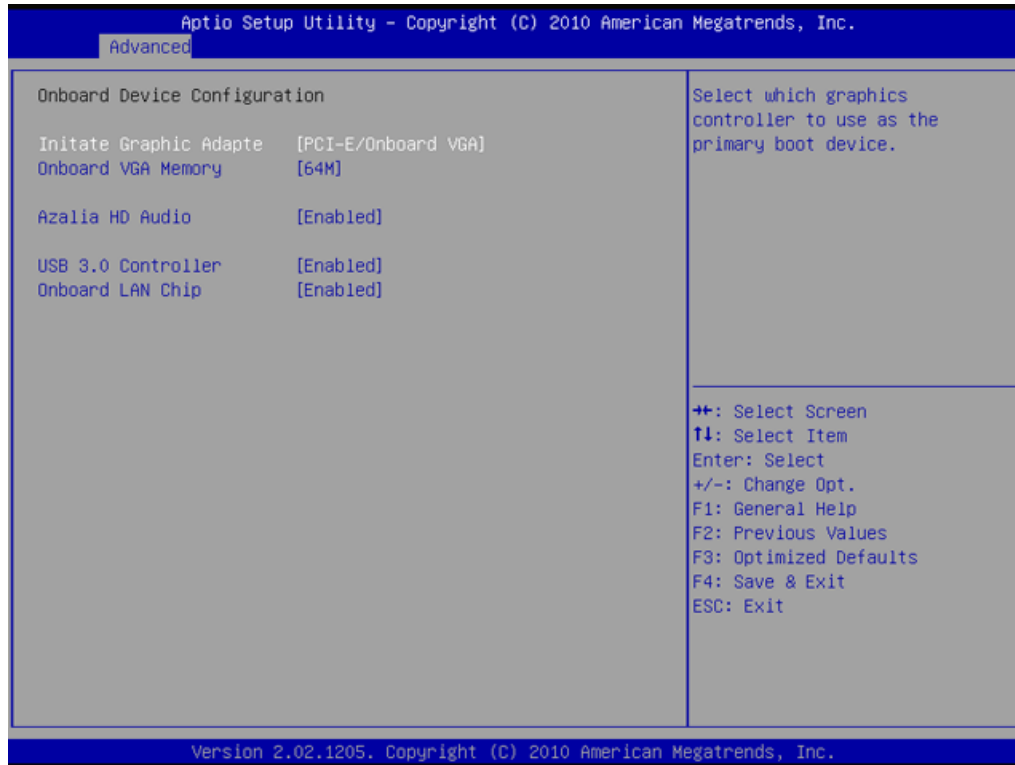 Aptio Setup Utility – Copyright (C) 2010 American Megatrends, Inc.
Advanced
Onboard Device Configuration
Initate Graphic Adapte [PCI-E/Onboard VGA]
Onboard VGA Memory [64M]
Azalia HD Audio [Enabled]
USB 3.0 Controller [Enabled]
Onboard LAN Chip [Enabled]
Select which graphics
controller to use as the
primary boot device.
→←: Select Screen
↑↓: Select Item
Enter: Select
+/-: Change Opt.
F1: General Help
F2: Previous Values
F3: Optimized Defaults
F4: Save & Exit
ESC: Exit
Version 2.02.1205. Copyright (C) 2010 American Megatrends, Inc.